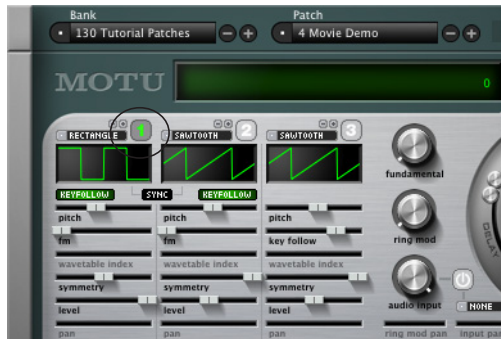 Bank
Patch
130 Tutorial Patches
4 Movie Demo
MOTU
0
RECTANGLE
1
SAWTOOTH
2
SAWTOOTH
3
KEYFOLLOW
SYNC
KEYFOLLOW
fundamental
pitch
pitch
pitch
fm
fm
key follow
ring mod
wavetable index
wavetable index
wavetable index
symmetry
symmetry
symmetry
level
level
level
audio input
NONE
pan
pan
pan
ring mod pan
input pan
DELAY